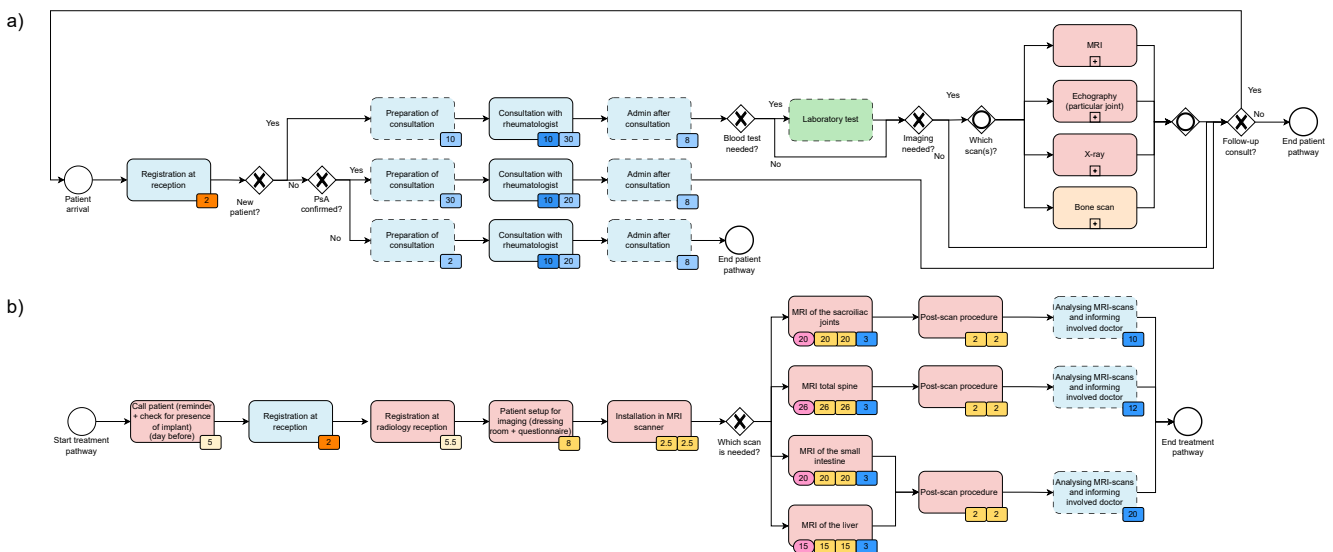 a)
Yes
Preparation of
consultation
10
Consultation with
rheumatologist
10 30
Admin after
consultation
8
Blood test
needed?
Yes
No
Laboratory test
Imaging
needed?
Yes
No
Which
scan(s)?
MRI
+
Echography
(particular joint)
+
X-ray
+
Bone scan
+
Yes
No
Follow-up
consult?
End patient
pathway
Patient
arrival
Registration at
reception
2
New
patient?
No
PsA
confirmed?
Yes
Preparation of
consultation
30
Consultation with
rheumatologist
10 20
Admin after
consultation
8
No
Preparation of
consultation
2
Consultation with
rheumatologist
10 20
Admin after
consultation
8
End patient
pathway
b)
Start treatment
pathway
Call patient (reminder
+ check for presence
of implant)
(day before)
5
Registration at
reception
2
Registration at
radiology reception
5.5
Patient setup for
imaging (dressing
room + questionnaire)
8
Installation in MRI
scanner
2.5 2.5
Which scan
is needed?
MRI of the sacroiliac
joints
20 20 20 3
Post-scan procedure
2 2
Analysing MRI-scans
and informing
involved doctor
10
MRI total spine
26 26 26 3
Post-scan procedure
2 2
Analysing MRI-scans
and informing
involved doctor
12
MRI of the small
intestine
20 20 20 3
MRI of the liver
15 15 15 3
Post-scan procedure
2 2
Analysing MRI-scans
and informing
involved doctor
20
End treatment
pathway